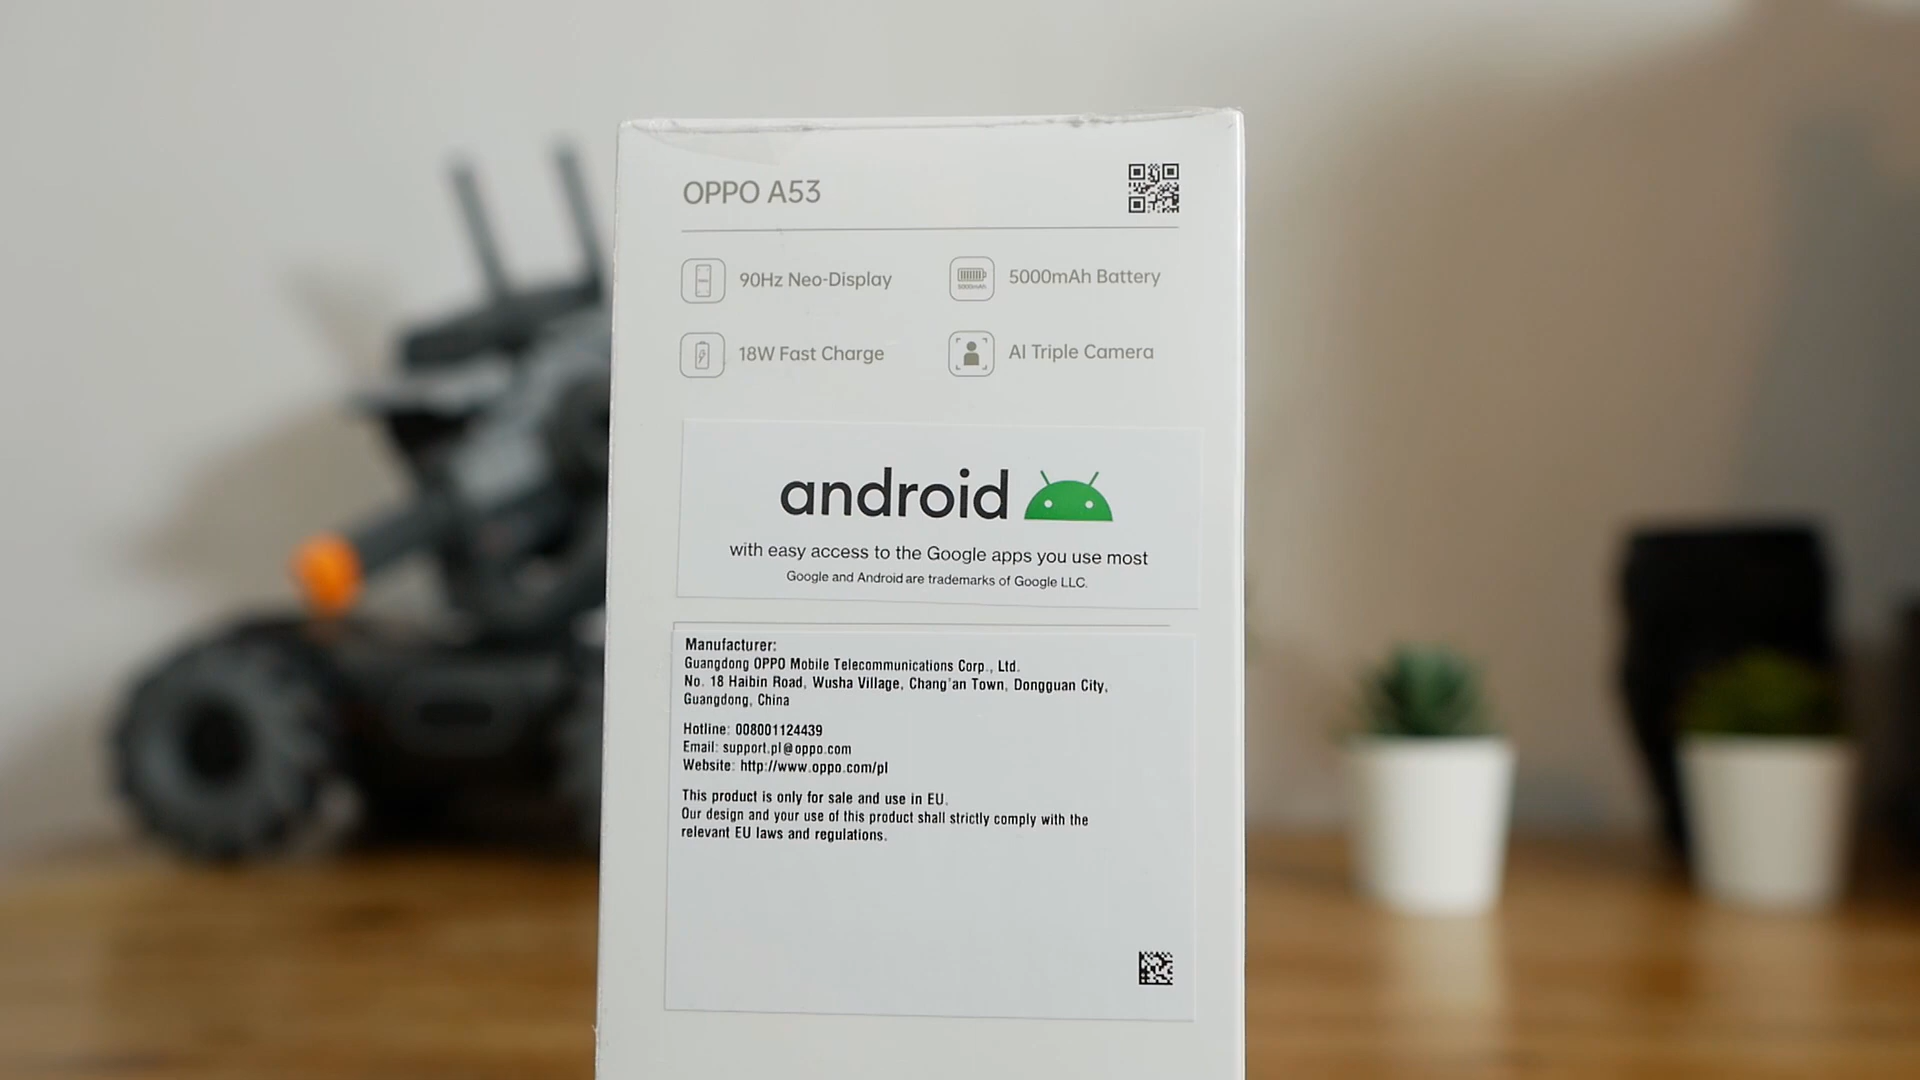 OPPO A53
90Hz Neo-Display
5000mAh Battery
5000mAh
18W Fast Charge
AI Triple Camera
android
with easy access to the Google apps you use most
Google and Android are trademarks of Google LLC.
Manufacturer:
Guangdong OPPO Mobile Telecommunications Corp., Ltd.
No. 18 Haibin Road, Wusha Village, Chang'an Town, Dongguan City,
Guangdong, China
Hotline: 008001124439
Email: support.pl@oppo.com
Website: http://www.oppo.com/pl
This product is only for sale and use in EU.
Our design and your use of this product shall strictly comply with the
relevant EU laws and regulations.